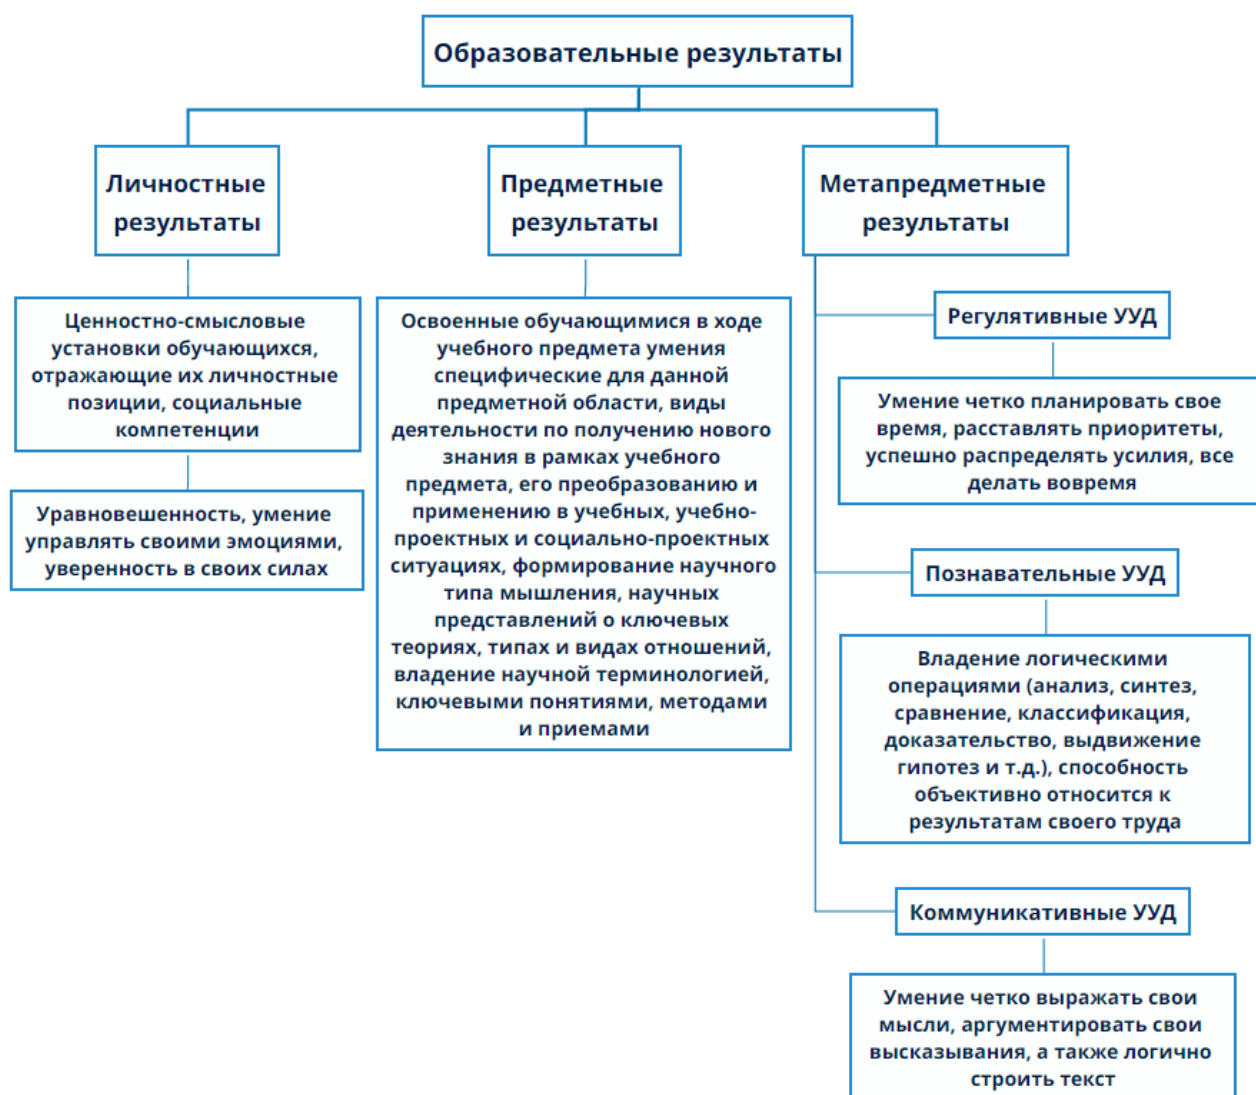 Образовательные результаты
Личностные
результаты
Ценностно-смысловые
установки обучающихся,
отражающие их личностные
позиции, социальные
компетенции
Уравновешенность, умение
управлять своими эмоциями,
уверенность в своих силах
Предметные
результаты
Освоенные обучающимися в ходе
учебного предмета умения
специфические для данной
предметной области, виды
деятельности по получению нового
знания в рамках учебного
предмета, его преобразованию и
применению в учебных, учебно-
проектных и социально-проектных
ситуациях, формирование научного
типа мышления, научных
представлений о ключевых
теориях, типах и видах отношений,
владение научной терминологией,
ключевыми понятиями, методами
и приемами
Метапредметные
результаты
Регулятивные УУД
Умение четко планировать свое
время, расставлять приоритеты,
успешно распределять усилия, все
делать вовремя
Познавательные УУД
Владение логическими
операциями (анализ, синтез,
сравнение, классификация,
доказательство, выдвижение
гипотез и т.д.), способность
объективно относится к
результатам своего труда
Коммуникативные УУД
Умение четко выражать свои
мысли, аргументировать свои
высказывания, а также логично
строить текст